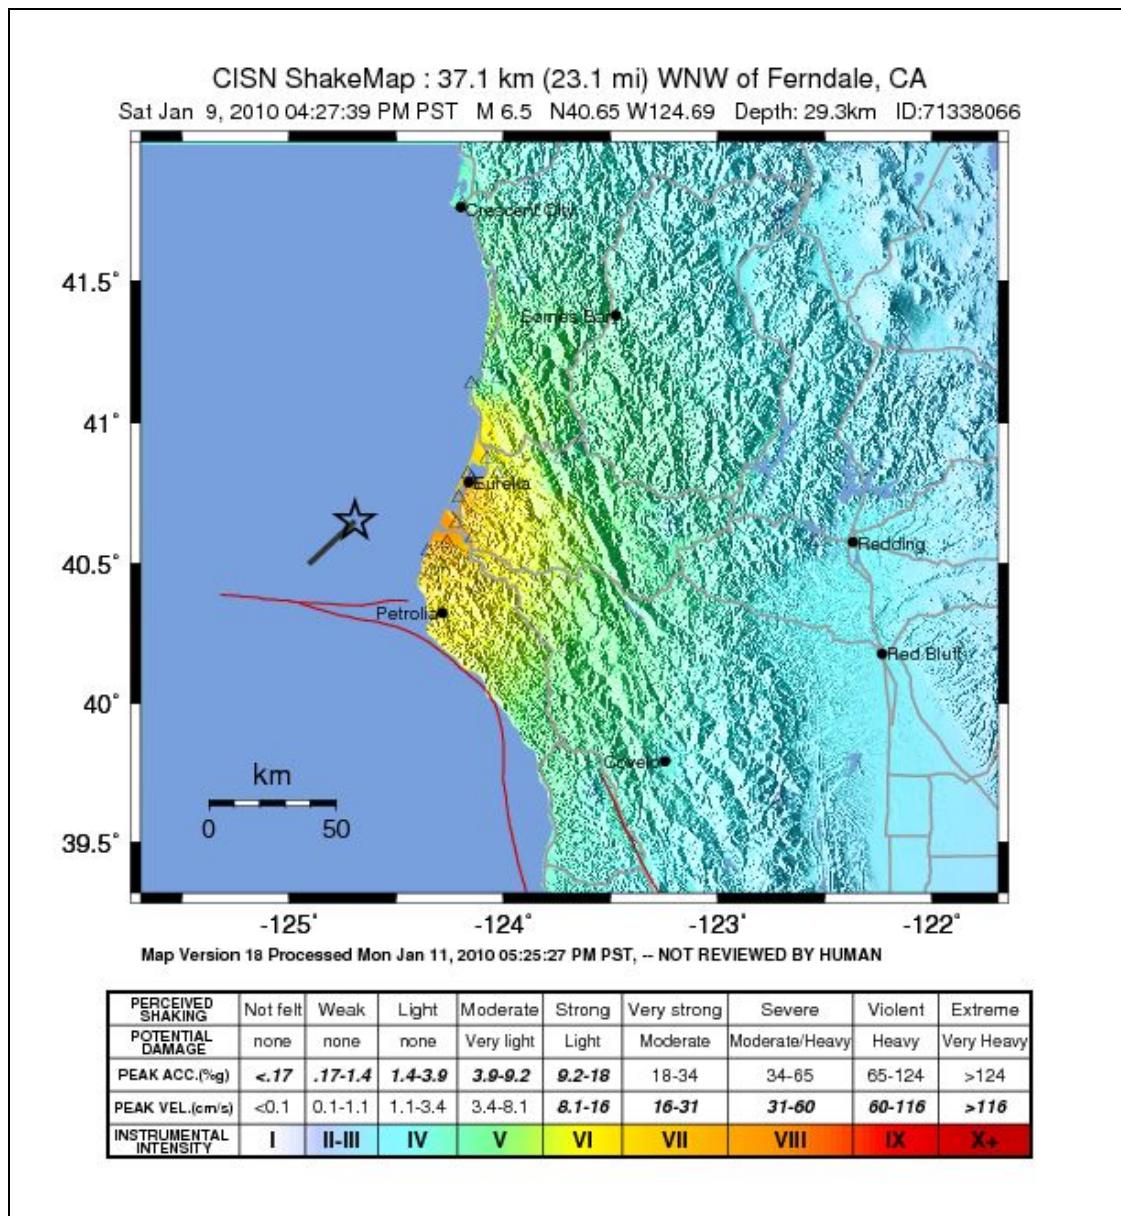 CISN ShakeMap : 37.1 km (23.1 mi) WNW of Ferndale, CA
Sat Jan 9, 2010 04:27:39 PM PST M 6.5 N40.65 W124.69 Depth: 29.3km ID:71338066
Crescent City
41.5°
Somes Bar
41°
Eureka
Redding
40.5°
Petrolia
Red Bluff
40°
Covelo
km
0 50
39.5°
-125° -124° -123° -122°
Map Version 18 Processed Mon Jan 11, 2010 05:25:27 PM PST, -- NOT REVIEWED BY HUMAN
PERCEIVED SHAKING Not felt Weak Light Moderate Strong Very strong Severe Violent Extreme
POTENTIAL DAMAGE none none none Very light Light Moderate Moderate/Heavy Heavy Very Heavy
PEAK ACC.(%g) <.17 .17-1.4 1.4-3.9 3.9-9.2 9.2-18 18-34 34-65 65-124 >124
PEAK VEL.(cm/s) <0.1 0.1-1.1 1.1-3.4 3.4-8.1 8.1-16 16-31 31-60 60-116 >116
INSTRUMENTAL INTENSITY I II-III IV V VI VII VIII IX X+